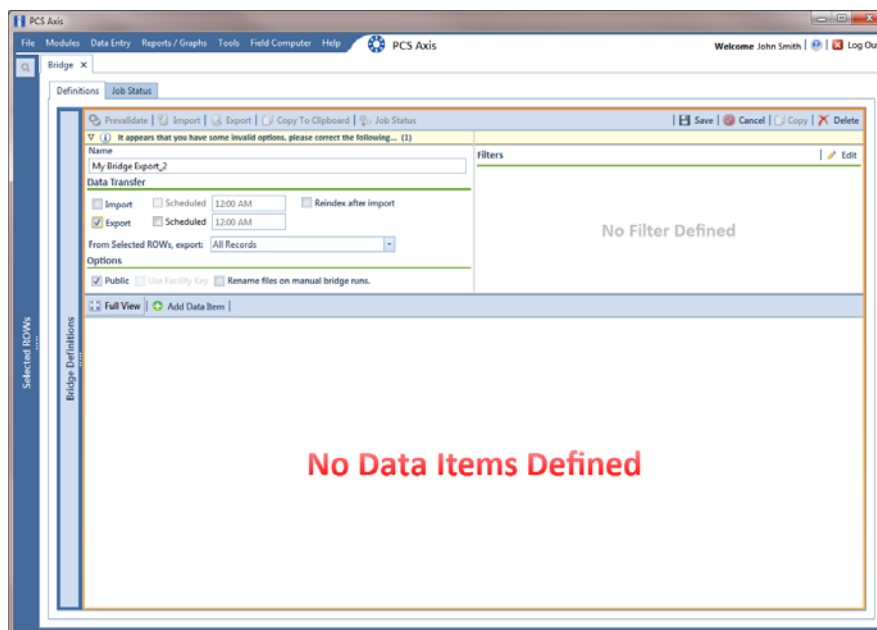 PCS Axis
File Modules Data Entry Reports / Graphs Tools Field Computer Help PCS Axis Welcome John Smith Log Out
Bridge X
Definitions Job Status
Prevalidate Import Export Copy To Clipboard Job Status Save Cancel Copy Delete
It appears that you have some invalid options, please correct the following... (1)
Name
Filters Edit
My Bridge Export_2
Data Transfer
Import Scheduled 12:00 AM Reindex after import
Export Scheduled 12:00 AM
No Filter Defined
From Selected ROWs, export: All Records
Options
Public Use Facility Key Rename files on manual bridge runs.
Full View Add Data Item
Selected ROWs
Bridge Definitions
No Data Items Defined